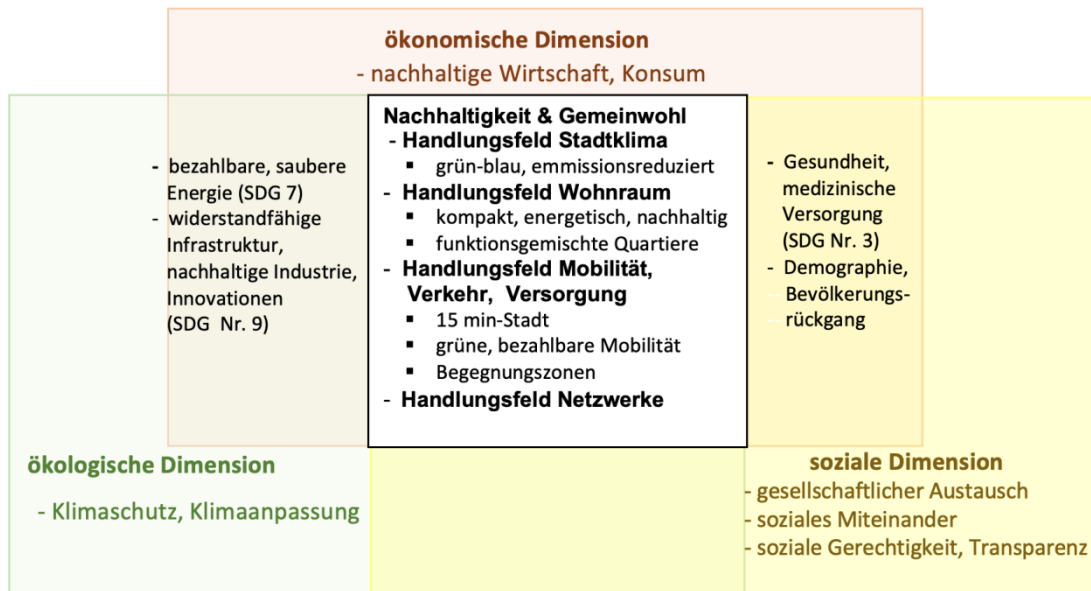 ökonomische Dimension
- nachhaltige Wirtschaft, Konsum
Nachhaltigkeit & Gemeinwohl
- Handlungsfeld Stadtklima
▪ grün-blau, emmissionsreduziert
- Handlungsfeld Wohnraum
▪ kompakt, energetisch, nachhaltig
▪ funktionsgemischte Quartiere
- Handlungsfeld Mobilität,
Verkehr, Versorgung
▪ 15 min-Stadt
▪ grüne, bezahlbare Mobilität
▪ Begegnungszonen
- Handlungsfeld Netzwerke
- bezahlbare, saubere
Energie (SDG 7)
- widerstandfähige
Infrastruktur,
nachhaltige Industrie,
Innovationen
(SDG Nr. 9)
- Gesundheit,
medizinische
Versorgung
(SDG Nr. 3)
- Demographie,
- Bevölkerungs-
- rückgang
ökologische Dimension
- Klimaschutz, Klimaanpassung
soziale Dimension
- gesellschaftlicher Austausch
- soziales Miteinander
- soziale Gerechtigkeit, Transparenz